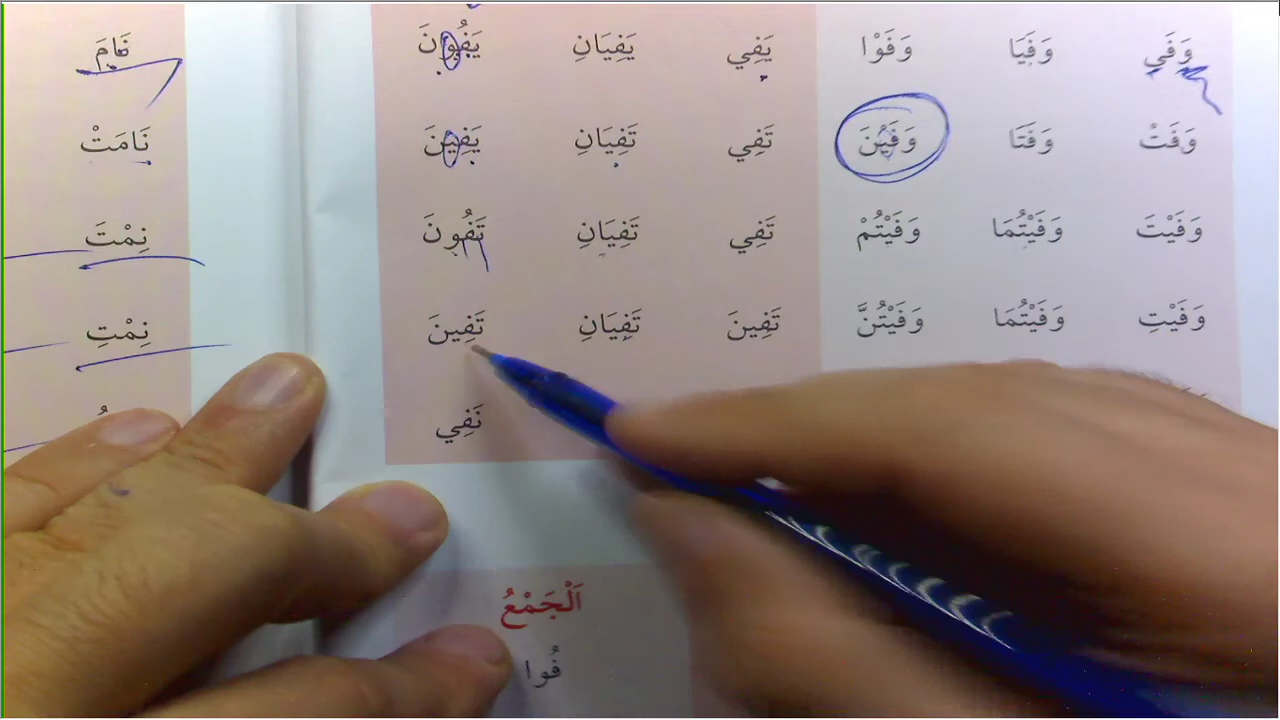 وَفَي وَفَيَا وَفَوْا يَفِي يَفِيَانِ يَفُونَ نَامَ
وَفَتْ وَفَتَا وَفَيْنَ تَفِي تَفِيَانِ يَفِينَ نَامَتْ
وَفَيْتَ وَفَيْتُمَا وَفَيْتُمْ تَفِي تَفِيَانِ تَفُونَ نِمْتَ
وَفَيْتِ وَفَيْتُمَا وَفَيْتُنَّ تَفِينَ تَفِيَانِ تَفِينَ نِمْتِ
نَفِي
اَلْجَمْعُ
فُوا